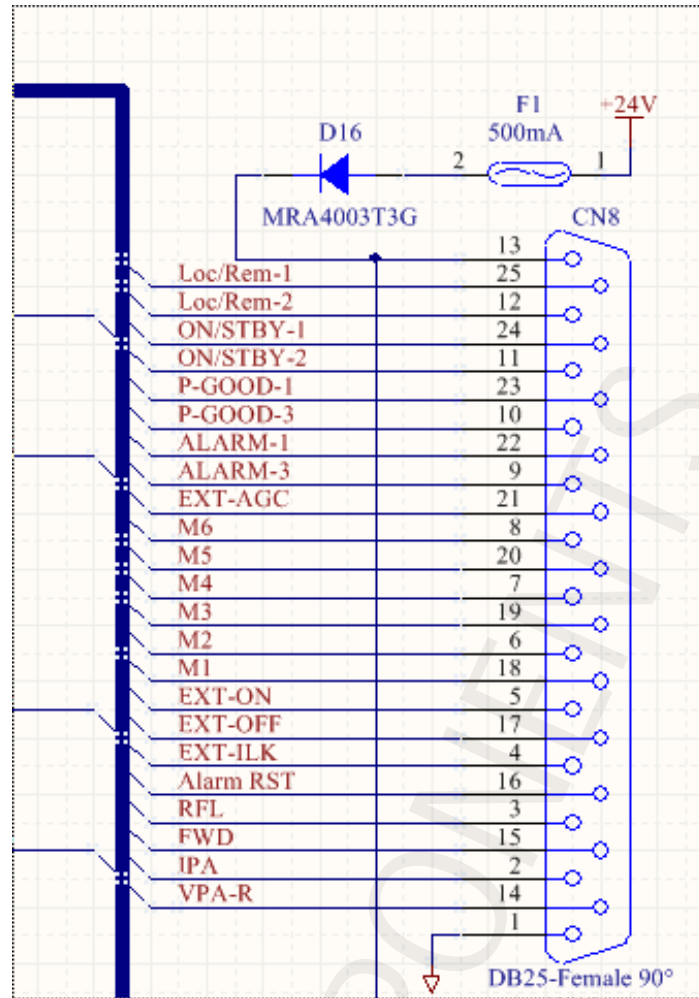 F1 +24V
D16 500mA
2 1
MRA4003T3G CN8
13
Loc/Rem-1 25
Loc/Rem-2 12
ON/STBY-1 24
ON/STBY-2 11
P-GOOD-1 23
P-GOOD-3 10
ALARM-1 22
ALARM-3 9
EXT-AGC 21
M6 8
M5 20
M4 7
M3 19
M2 6
M1 18
EXT-ON 5
EXT-OFF 17
EXT-ILK 4
Alarm RST 16
RFL 3
FWD 15
IPA 2
VPA-R 14
1
DB25-Female 90°